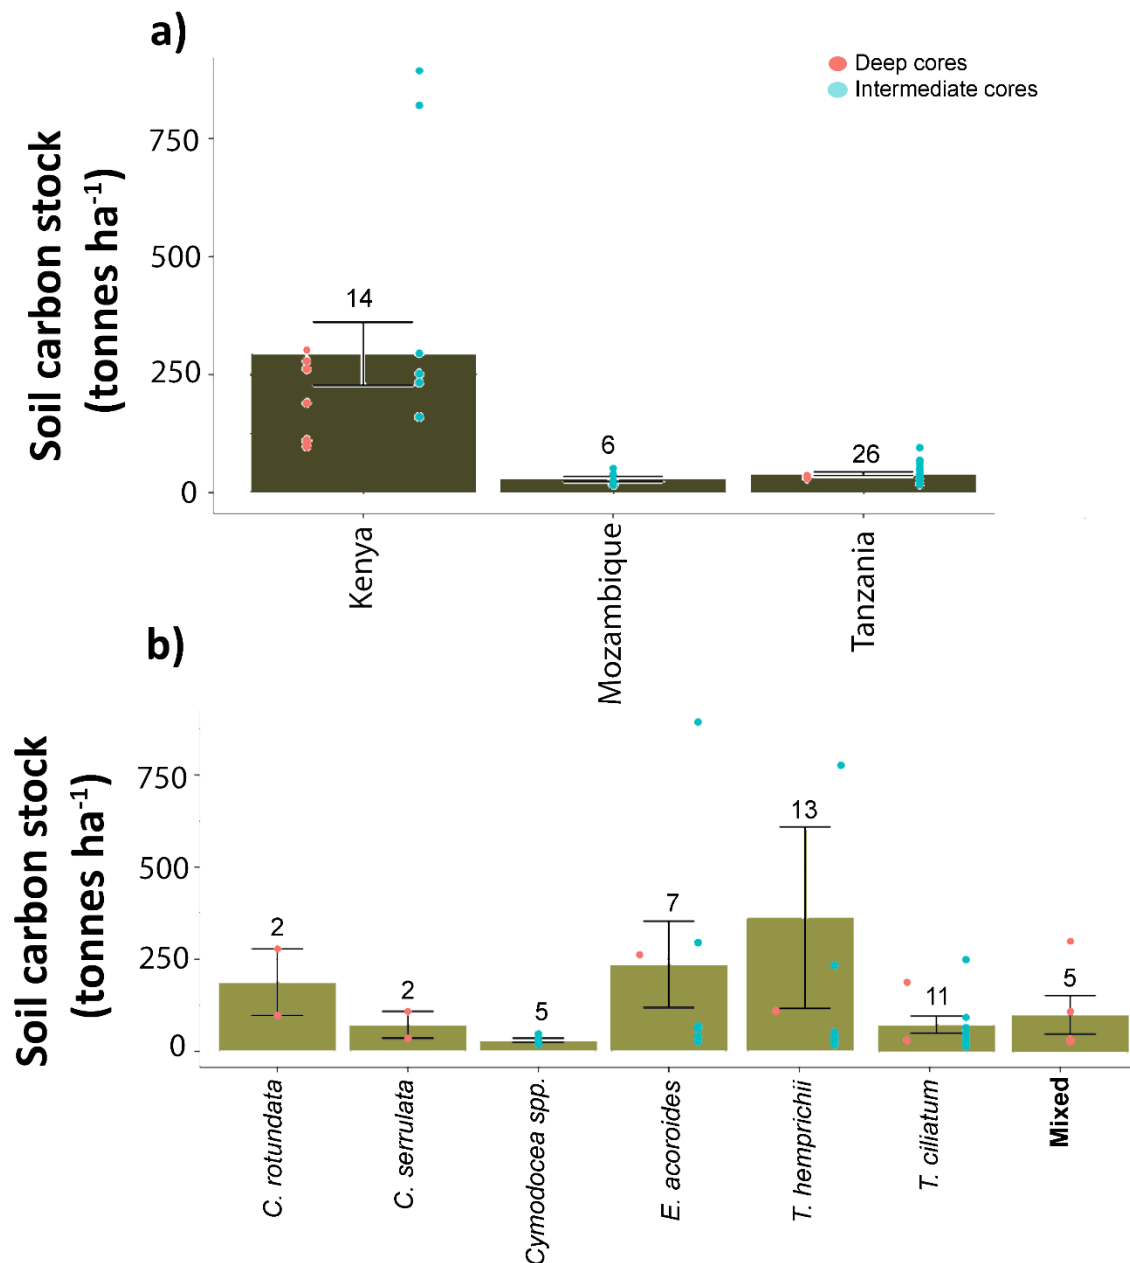 a)
Deep cores
Intermediate cores
Soil carbon stock
(tonnes ha⁻¹)
750
500
250
0
14
6
26
Kenya
Mozambique
Tanzania
b)
Soil carbon stock
(tonnes ha⁻¹)
750
500
250
0
2
2
5
7
13
11
5
C. rotundata
C. serrulata
Cymodocea spp.
E. acoroides
T. hemprichii
T. ciliatum
Mixed